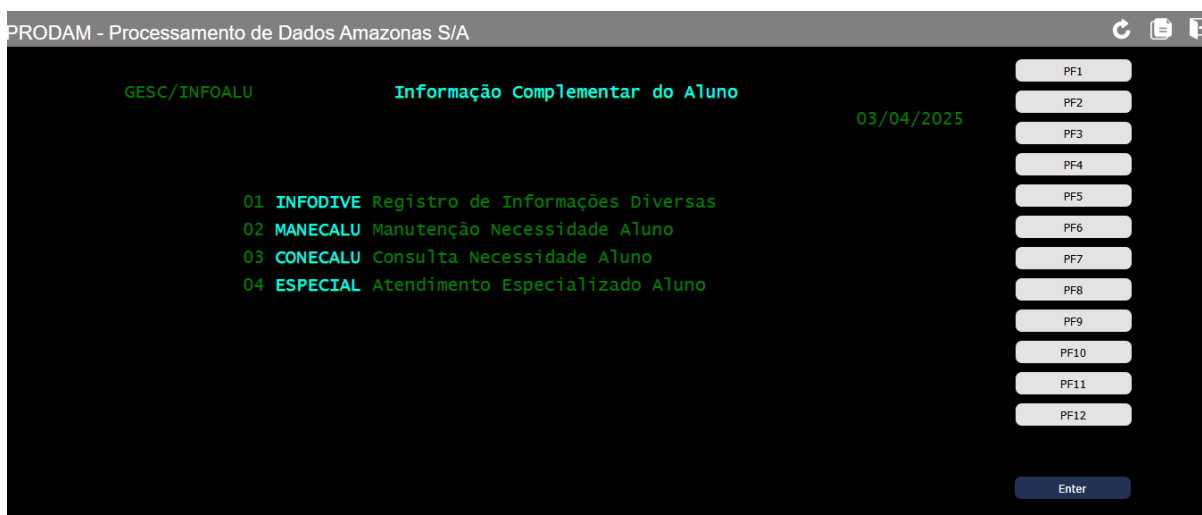 PRODAM - Processamento de Dados Amazonas S/A
GESC/INFOALU Informação Complementar do Aluno
03/04/2025
01 INFODIVE Registro de Informações Diversas
02 MANECALU Manutenção Necessidade Aluno
03 CONECALU Consulta Necessidade Aluno
04 ESPECIAL Atendimento Especializado Aluno
PF1
PF2
PF3
PF4
PF5
PF6
PF7
PF8
PF9
PF10
PF11
PF12
Enter